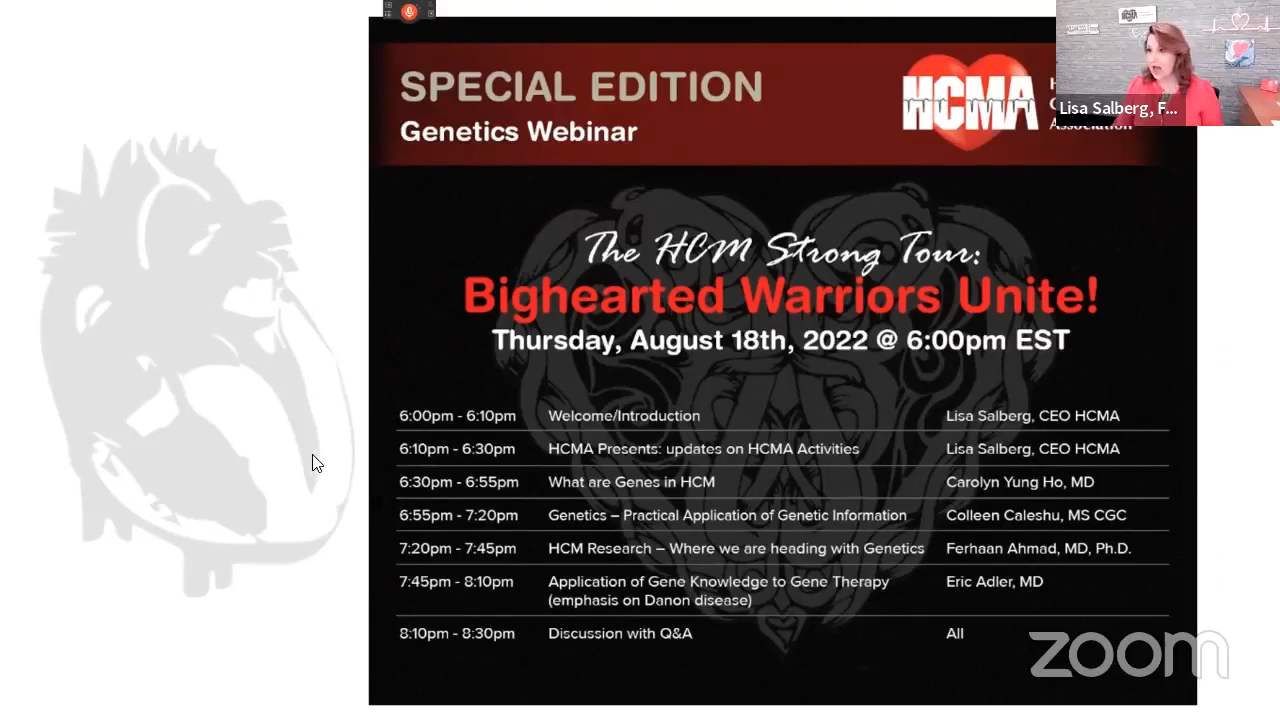 SPECIAL EDITION
Genetics Webinar
HCMA
H
Association
HCMA
Lisa Salberg, F...
The HCM Strong Tour:
Bighearted Warriors Unite!
Thursday, August 18th, 2022 @ 6:00pm EST
6:00pm - 6:10pm Welcome/Introduction Lisa Salberg, CEO HCMA
6:10pm - 6:30pm HCMA Presents: updates on HCMA Activities Lisa Salberg, CEO HCMA
6:30pm - 6:55pm What are Genes in HCM Carolyn Yung Ho, MD
6:55pm - 7:20pm Genetics – Practical Application of Genetic Information Colleen Caleshu, MS CGC
7:20pm - 7:45pm HCM Research – Where we are heading with Genetics Ferhaan Ahmad, MD, Ph.D.
7:45pm - 8:10pm Application of Gene Knowledge to Gene Therapy Eric Adler, MD
(emphasis on Danon disease)
8:10pm - 8:30pm Discussion with Q&A All
zoom